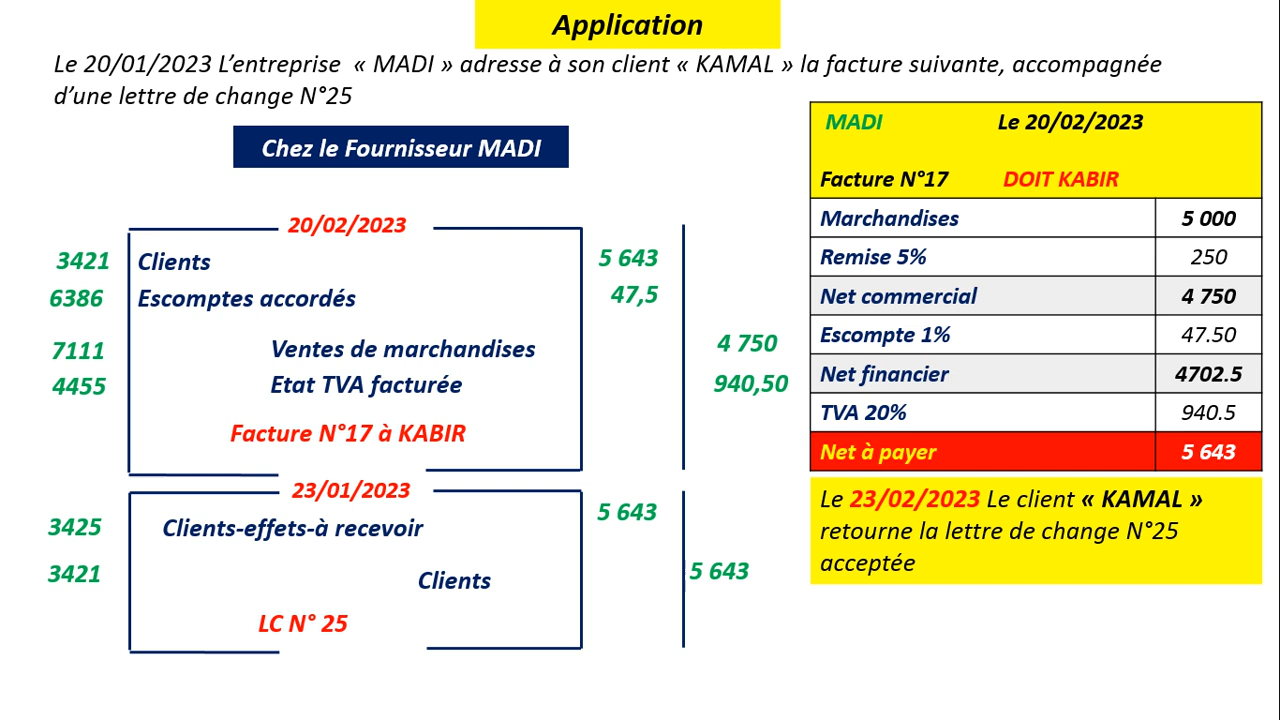 Application
Le 20/01/2023 L’entreprise « MADI » adresse à son client « KAMAL » la facture suivante, accompagnée
d’une lettre de change N°25
Chez le Fournisseur MADI
20/02/2023
3421 Clients 5 643
6386 Escomptes accordés 47,5
7111 Ventes de marchandises 4 750
4455 Etat TVA facturée 940,50
Facture N°17 à KABIR
23/01/2023
3425 Clients-effets-à recevoir 5 643
3421 Clients 5 643
LC N° 25
MADI Le 20/02/2023
Facture N°17 DOIT KABIR
Marchandises 5 000
Remise 5% 250
Net commercial 4 750
Escompte 1% 47.50
Net financier 4702.5
TVA 20% 940.5
Net à payer 5 643
Le 23/02/2023 Le client « KAMAL »
retourne la lettre de change N°25
acceptée